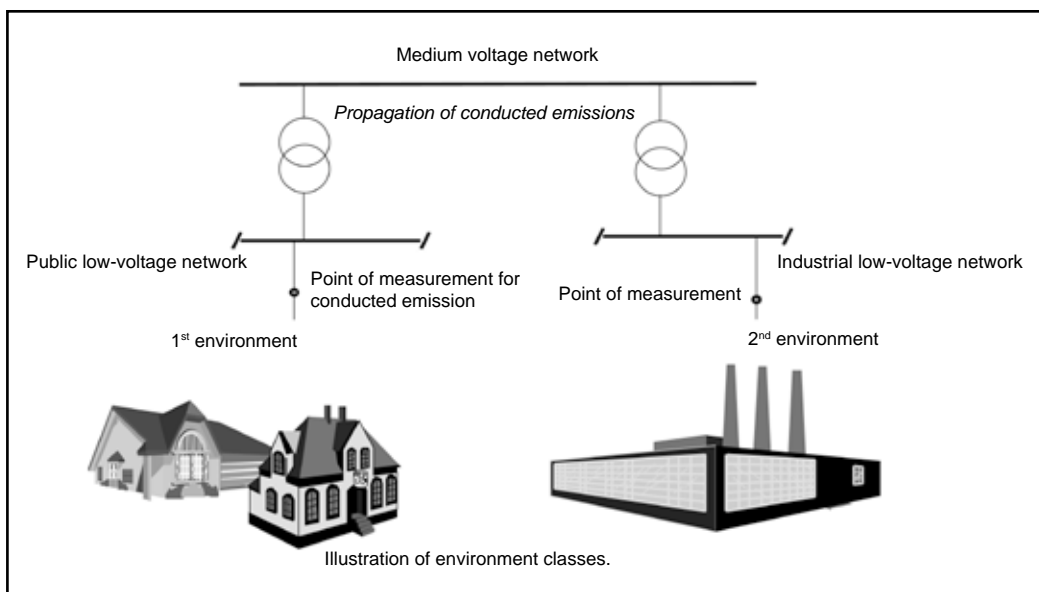 Medium voltage network
Propagation of conducted emissions
Public low-voltage network
Industrial low-voltage network
Point of measurement for
conducted emission
Point of measurement
1st environment
2nd environment
Illustration of environment classes.